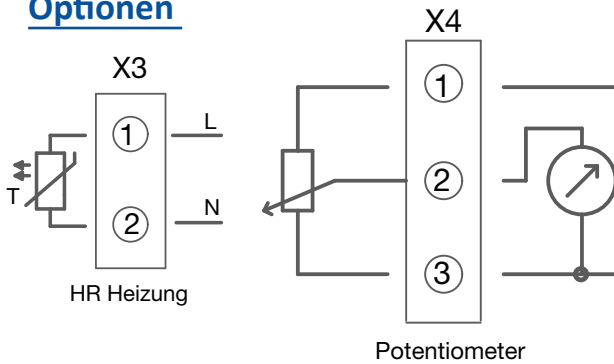 Optionen
X3
1
L
T
2
N
HR Heizung
X4
1
2
3
Potentiometer